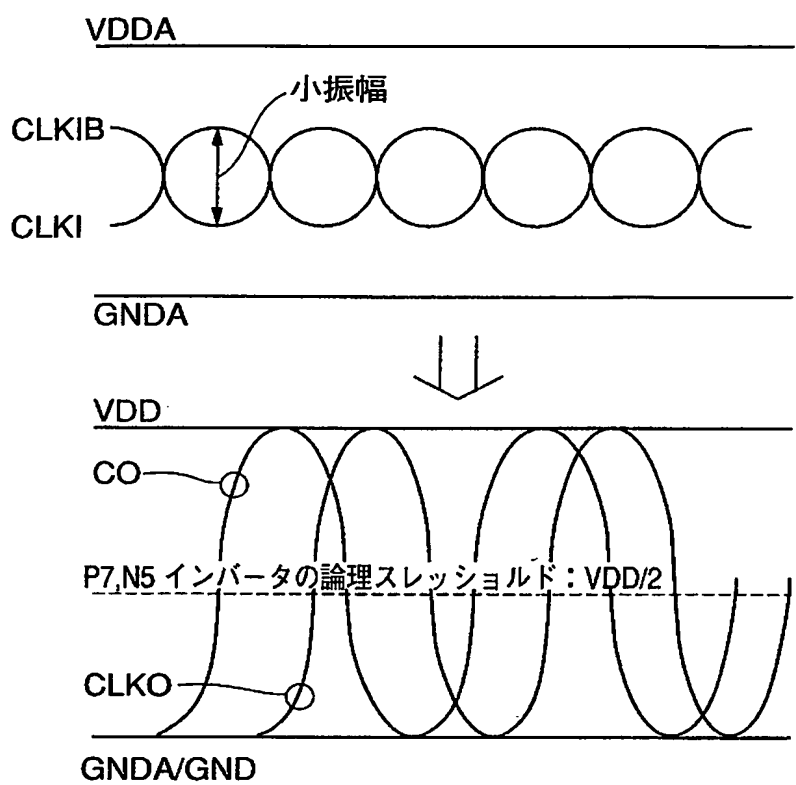 VDDA
小振幅
CLKIB
CLKI
GNDA
VDD
CO
P7,N5 インバータの論理スレッショルド：VDD/2
CLKO
GNDA/GND